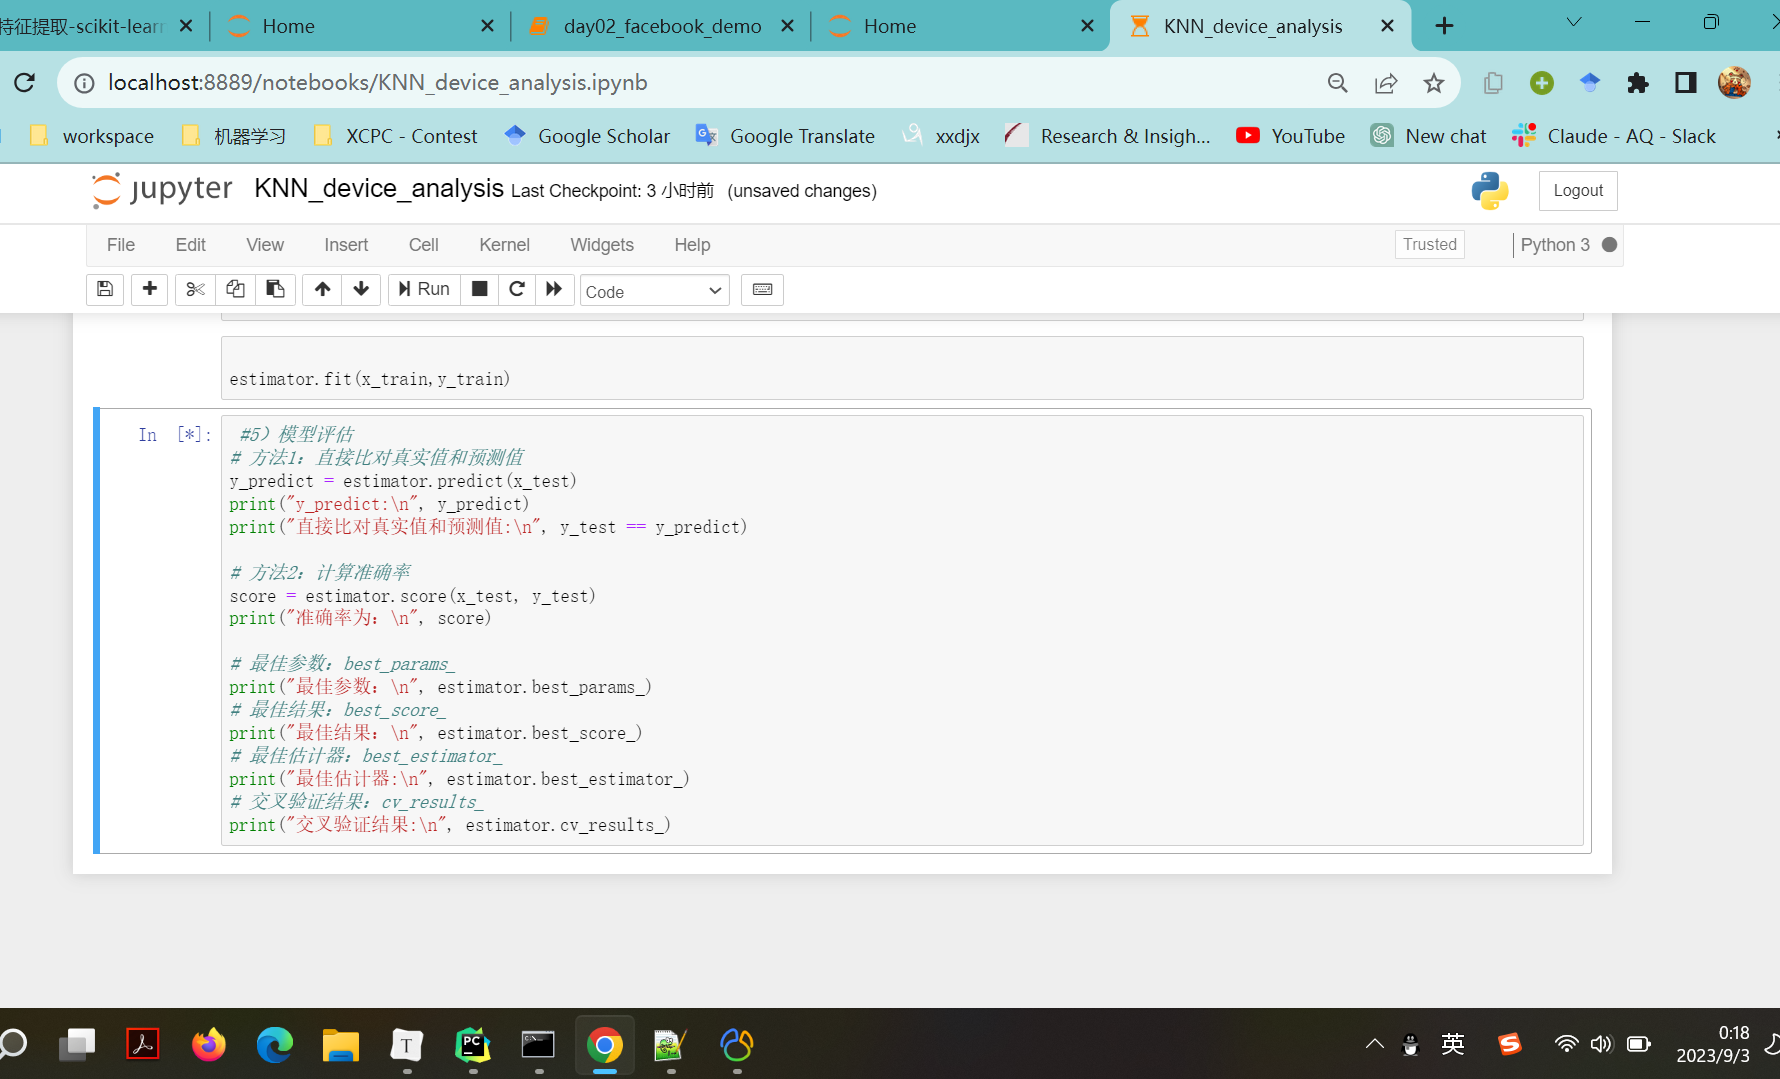 特征提取-scikit-learn
Home
day02_facebook_demo
Home
KNN_device_analysis
localhost:8889/notebooks/KNN_device_analysis.ipynb
workspace
机器学习
XCPC - Contest
Google Scholar
Google Translate
xxdjx
Research & Insigh...
YouTube
New chat
Claude - AQ - Slack
jupyter KNN_device_analysis Last Checkpoint: 3 小时前 (unsaved changes)
Logout
File Edit View Insert Cell Kernel Widgets Help
Trusted
Python 3
Run
Code
estimator.fit(x_train,y_train)
In [*]:
#5）模型评估
# 方法1：直接比对真实值和预测值
y_predict = estimator.predict(x_test)
print("y_predict:\n", y_predict)
print("直接比对真实值和预测值:\n", y_test == y_predict)
# 方法2：计算准确率
score = estimator.score(x_test, y_test)
print("准确率为：\n", score)
# 最佳参数：best_params_
print("最佳参数：\n", estimator.best_params_)
# 最佳结果：best_score_
print("最佳结果：\n", estimator.best_score_)
# 最佳估计器：best_estimator_
print("最佳估计器:\n", estimator.best_estimator_)
# 交叉验证结果：cv_results_
print("交叉验证结果:\n", estimator.cv_results_)
英
0:18
2023/9/3